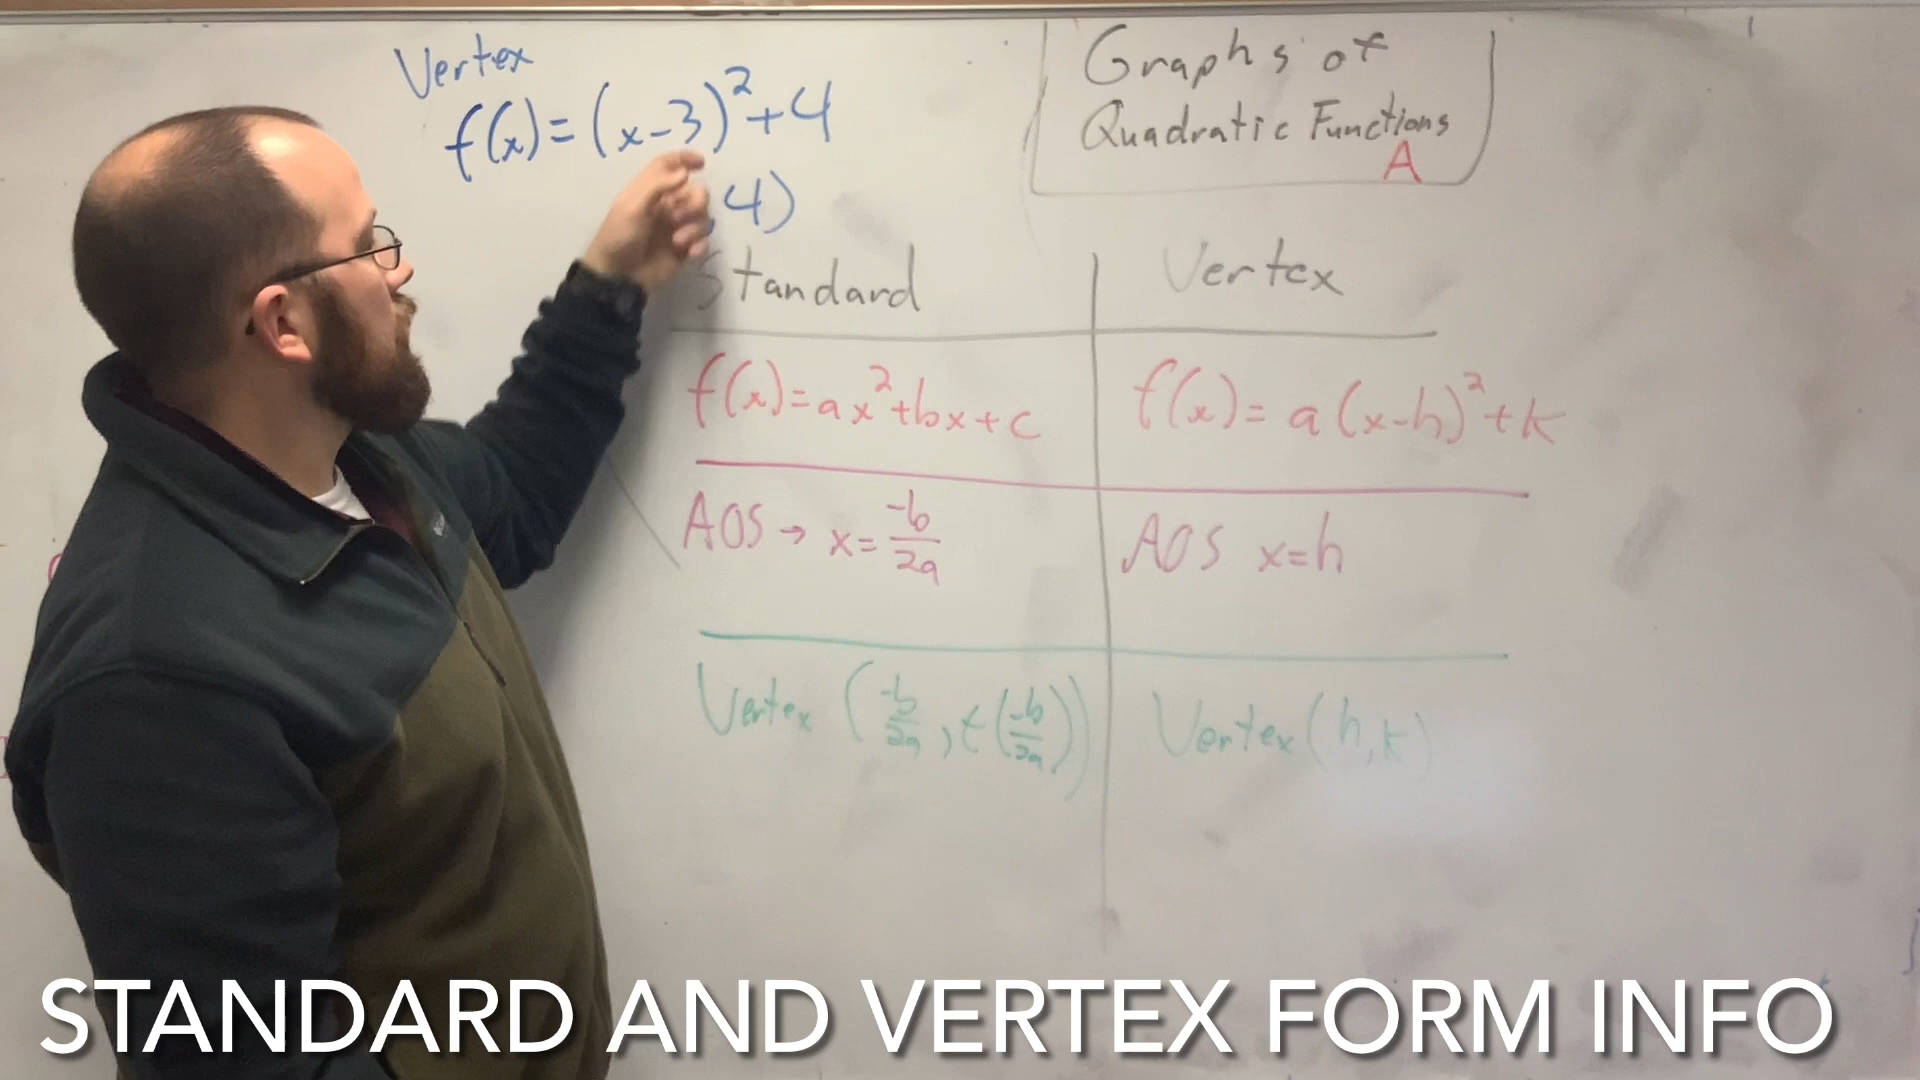 Vertex
f(x) = (x-3)²+4
,4)
Graphs of
Quadratic Functions
A
Standard
Vertex
f(x)=ax²+bx+c
f(x)= a(x-h)²+k
AOS → x= -b/2a
AOS x=h
Vertex (-b/2a, f(-b/2a))
Vertex (h,k)
STANDARD AND VERTEX FORM INFO